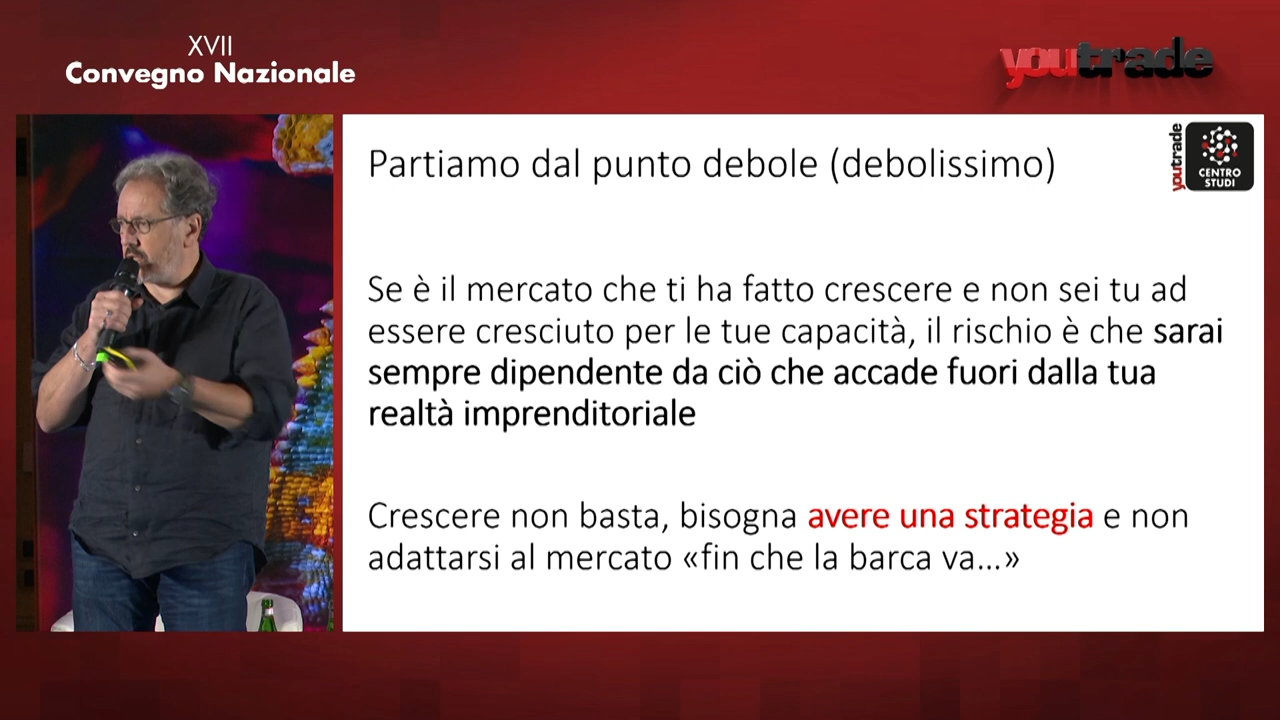 XVII
Convegno Nazionale
youtrade
Partiamo dal punto debole (debolissimo)
youtrade
CENTRO
STUDI
Se è il mercato che ti ha fatto crescere e non sei tu ad
essere cresciuto per le tue capacità, il rischio è che sarai
sempre dipendente da ciò che accade fuori dalla tua
realtà imprenditoriale
Crescere non basta, bisogna avere una strategia e non
adattarsi al mercato «fin che la barca va...»